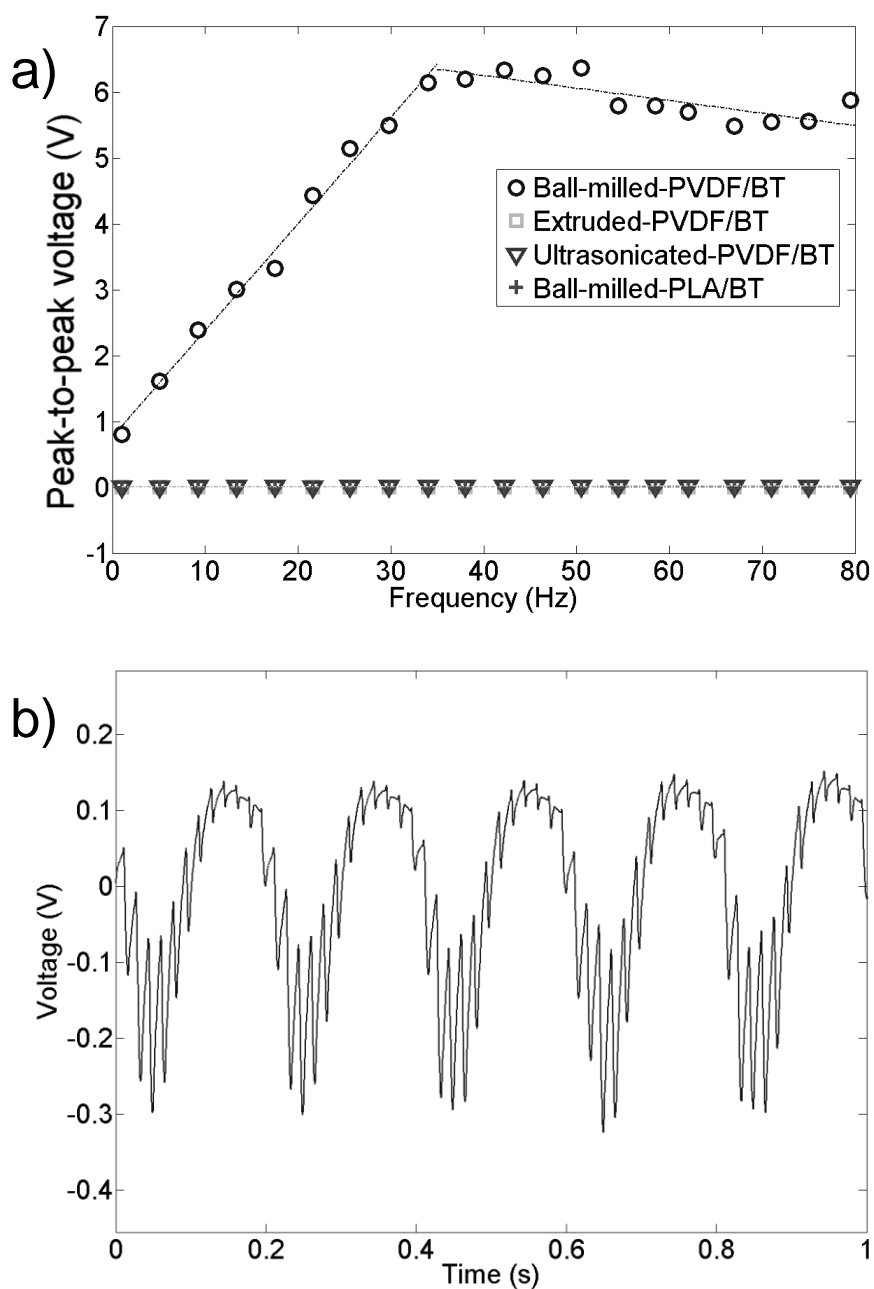 a)
Peak-to-peak voltage (V)
7
6
5
4
3
2
1
0
-1
Ball-milled-PVDF/BT
Extruded-PVDF/BT
Ultrasonicated-PVDF/BT
Ball-milled-PLA/BT
0 10 20 30 40 50 60 70 80
Frequency (Hz)
b)
Voltage (V)
0.2
0.1
0
-0.1
-0.2
-0.3
-0.4
0 0.2 0.4 0.6 0.8 1
Time (s)